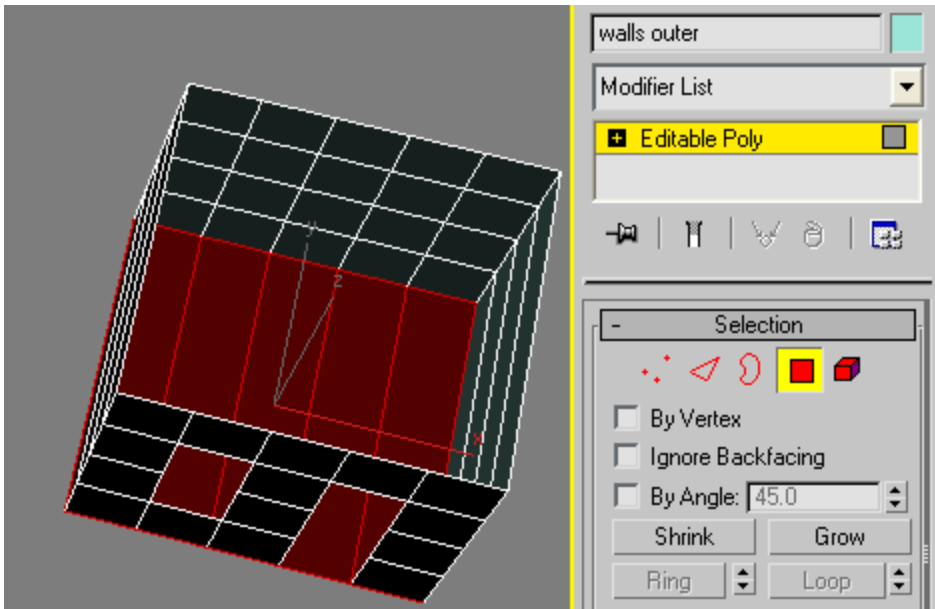 walls outer
Modifier List
Editable Poly
y
z
x
- Selection
By Vertex
Ignore Backfacing
By Angle: 45.0
Shrink Grow
Ring Loop